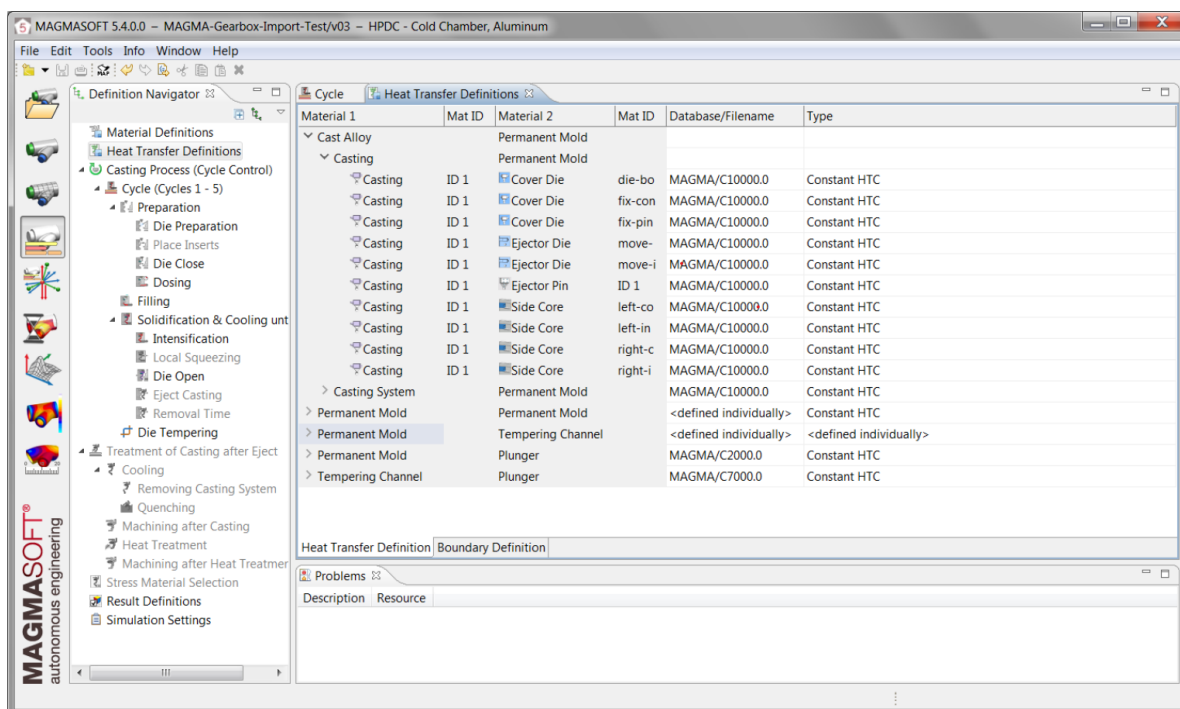 MAGMASOFT 5.4.0.0 – MAGMA-Gearbox-Import-Test/v03 – HPDC - Cold Chamber, Aluminum
File Edit Tools Info Window Help
Definition Navigator
Material Definitions
Heat Transfer Definitions
Casting Process (Cycle Control)
Cycle (Cycles 1 - 5)
Preparation
Die Preparation
Place Inserts
Die Close
Dosing
Filling
Solidification & Cooling unt
Intensification
Local Squeezing
Die Open
Eject Casting
Removal Time
Die Tempering
Treatment of Casting after Eject
Cooling
Removing Casting System
Quenching
Machining after Casting
Heat Treatment
Machining after Heat Treatmer
Stress Material Selection
Result Definitions
Simulation Settings
MAGMASOFT®
autonomous engineering
Cycle Heat Transfer Definitions
Material 1 Mat ID Material 2 Mat ID Database/Filename Type
Cast Alloy Permanent Mold
Casting Permanent Mold
Casting ID 1 Cover Die die-bo MAGMA/C10000.0 Constant HTC
Casting ID 1 Cover Die fix-con MAGMA/C10000.0 Constant HTC
Casting ID 1 Cover Die fix-pin MAGMA/C10000.0 Constant HTC
Casting ID 1 Ejector Die move- MAGMA/C10000.0 Constant HTC
Casting ID 1 Ejector Die move-i MAGMA/C10000.0 Constant HTC
Casting ID 1 Ejector Pin ID 1 MAGMA/C10000.0 Constant HTC
Casting ID 1 Side Core left-co MAGMA/C10000.0 Constant HTC
Casting ID 1 Side Core left-in MAGMA/C10000.0 Constant HTC
Casting ID 1 Side Core right-c MAGMA/C10000.0 Constant HTC
Casting ID 1 Side Core right-i MAGMA/C10000.0 Constant HTC
Casting System Permanent Mold MAGMA/C10000.0 Constant HTC
Permanent Mold Permanent Mold <defined individually> Constant HTC
Permanent Mold Tempering Channel <defined individually> <defined individually>
Permanent Mold Plunger MAGMA/C2000.0 Constant HTC
Tempering Channel Plunger MAGMA/C7000.0 Constant HTC
Heat Transfer Definition Boundary Definition
Problems
Description Resource